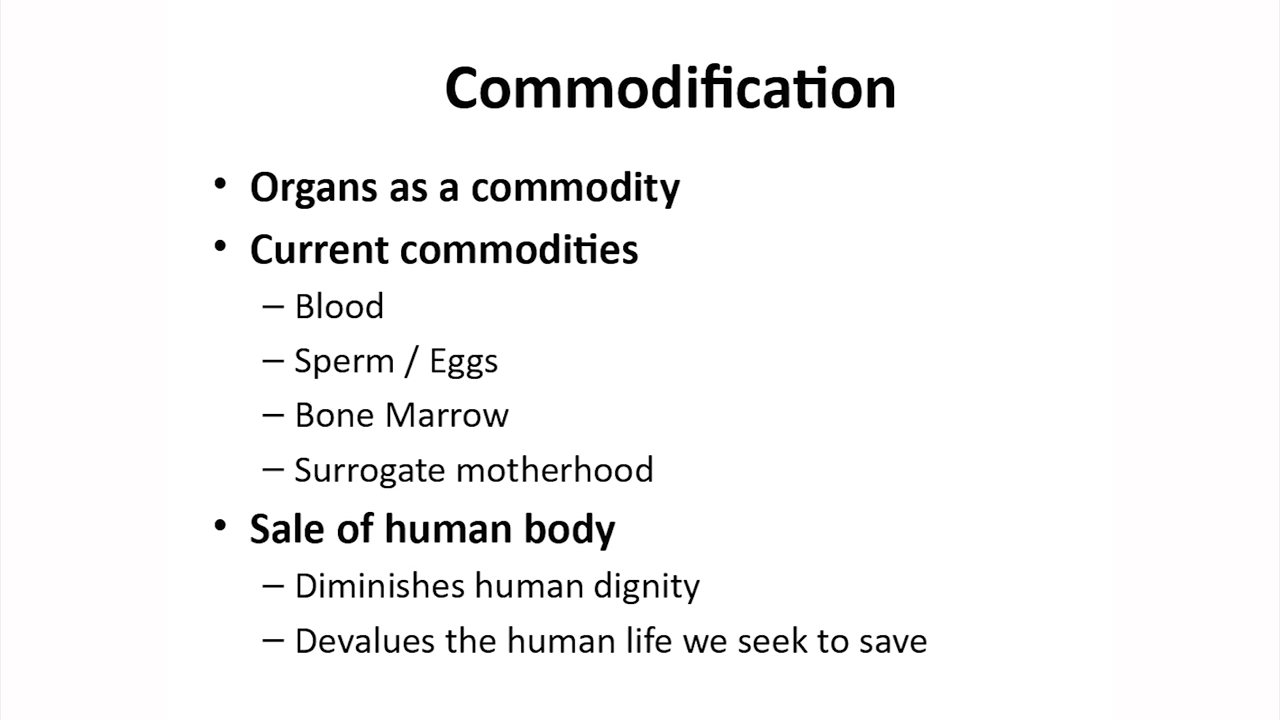 Commodification
• Organs as a commodity
• Current commodities
– Blood
– Sperm / Eggs
– Bone Marrow
– Surrogate motherhood
• Sale of human body
– Diminishes human dignity
– Devalues the human life we seek to save